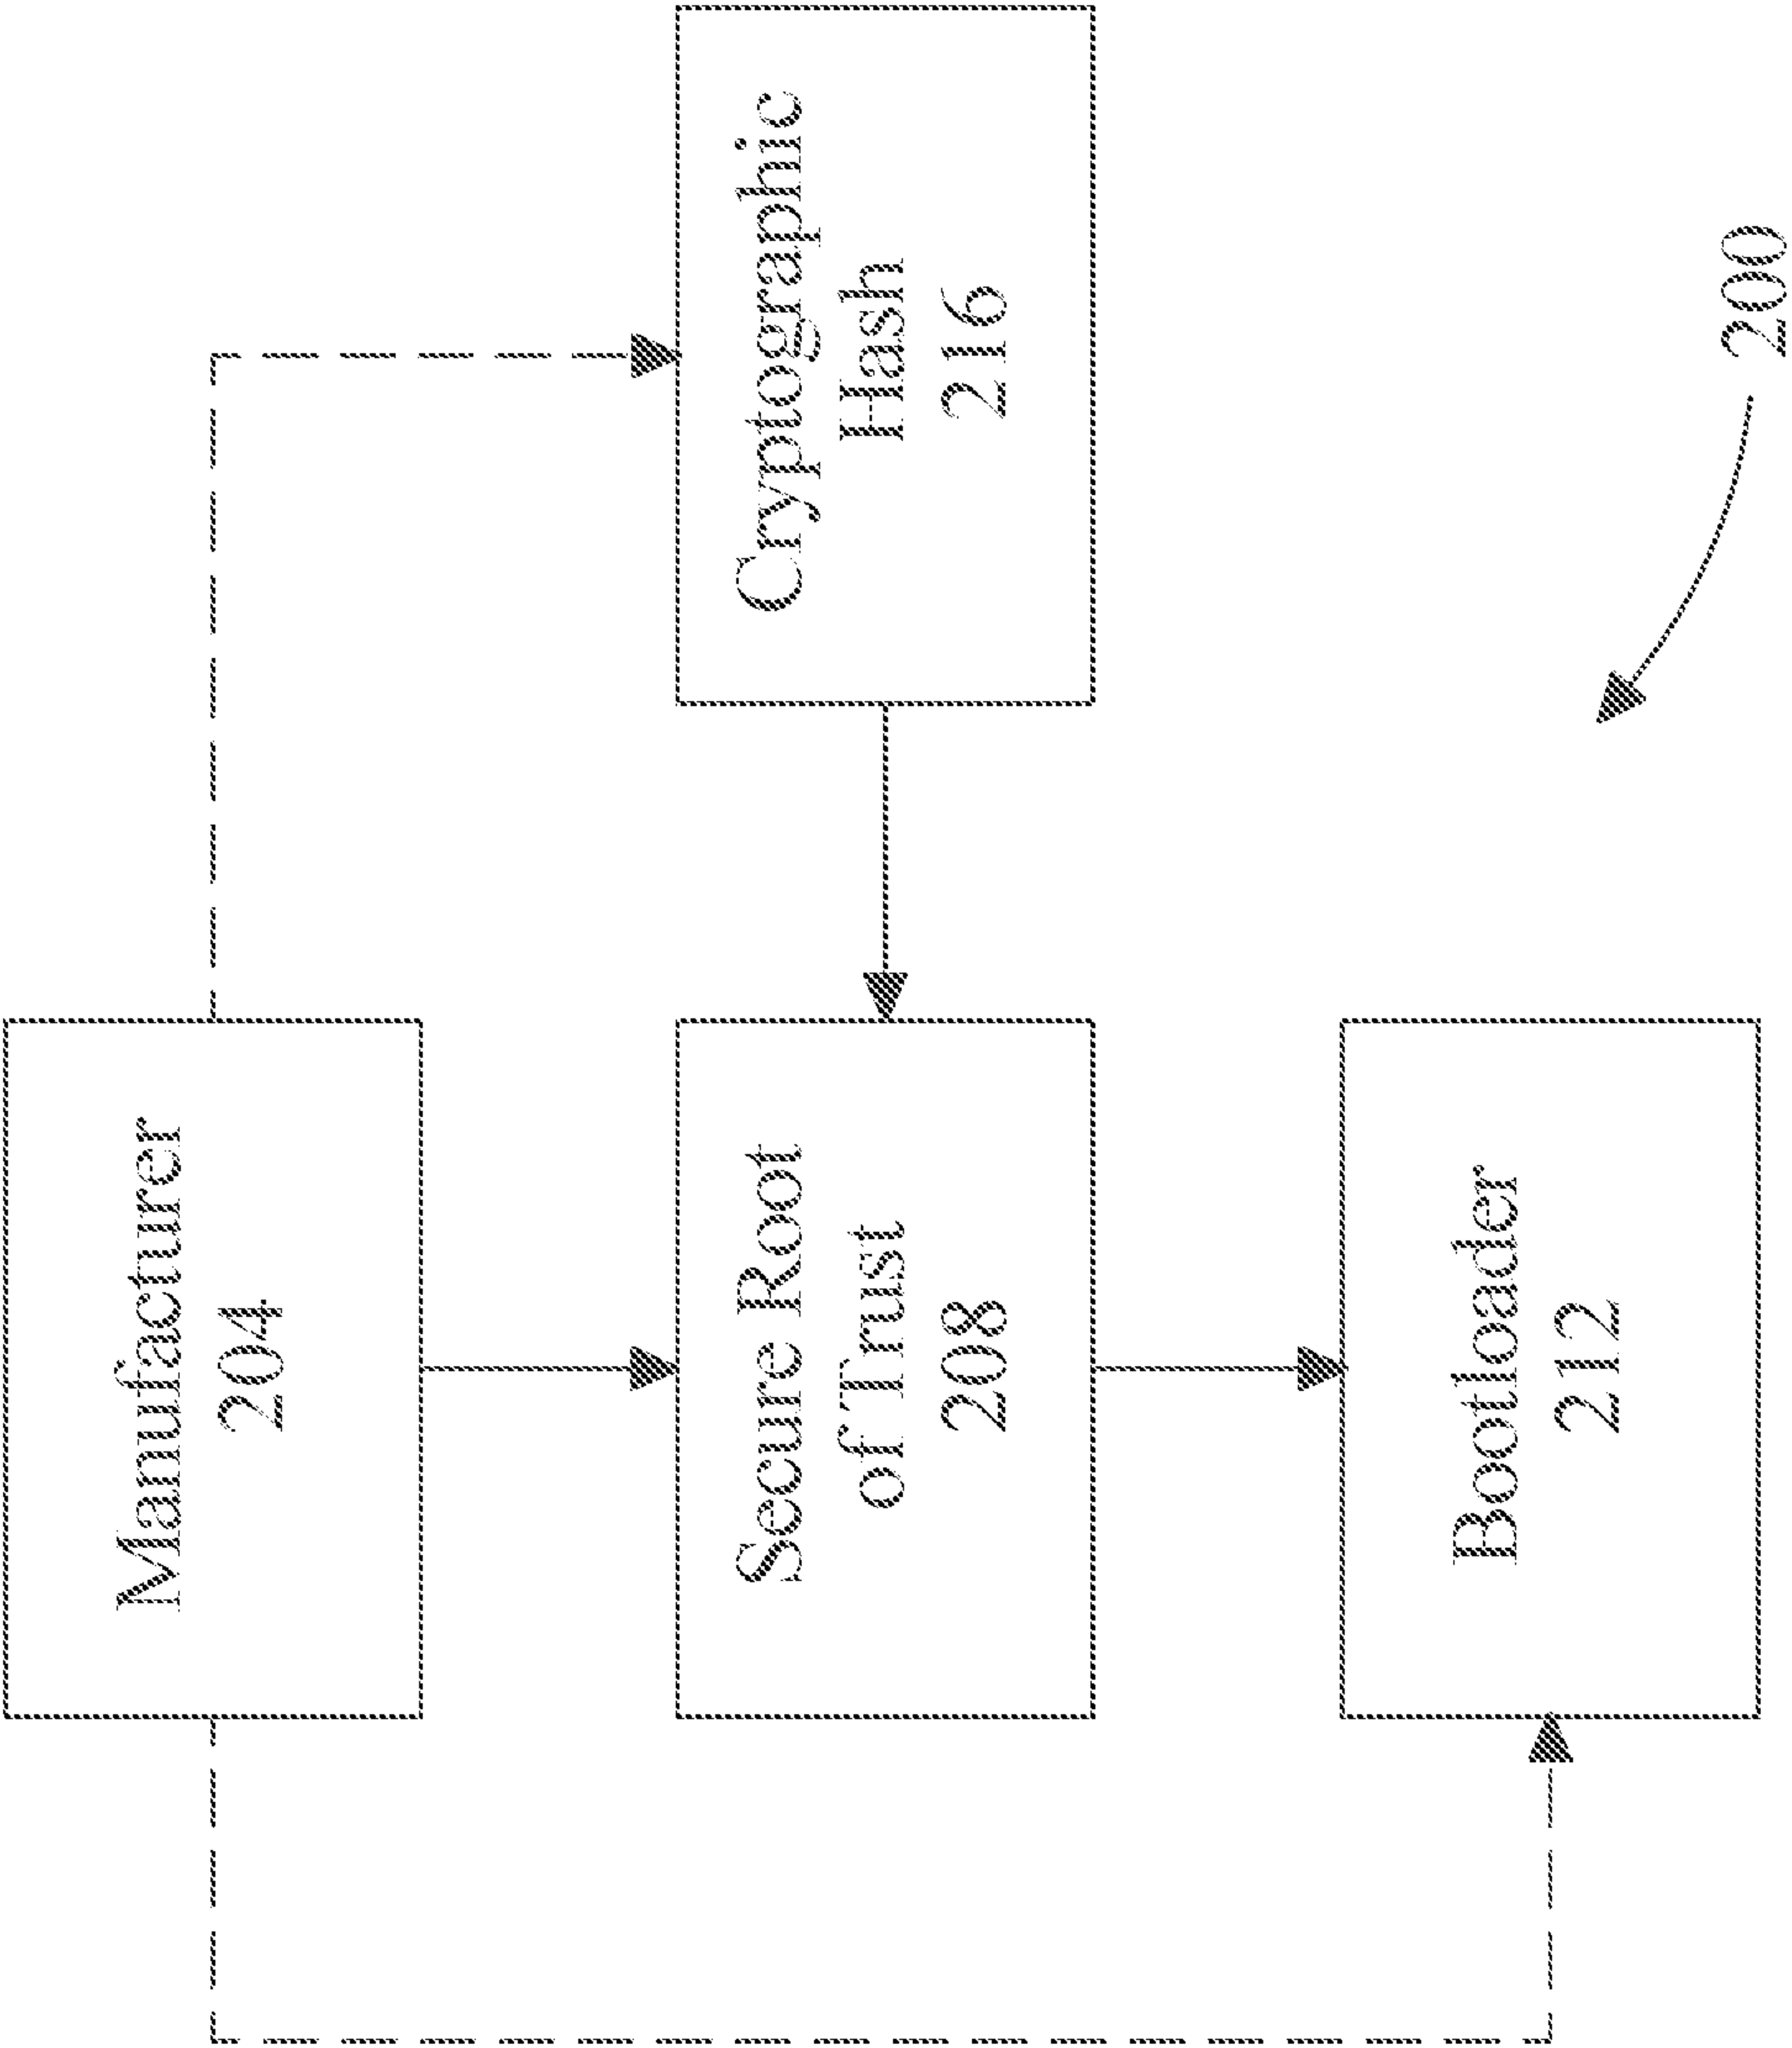 Manufacturer
204
Secure Root
of Trust
208
Cryptographic
Hash
216
Bootloader
212
200